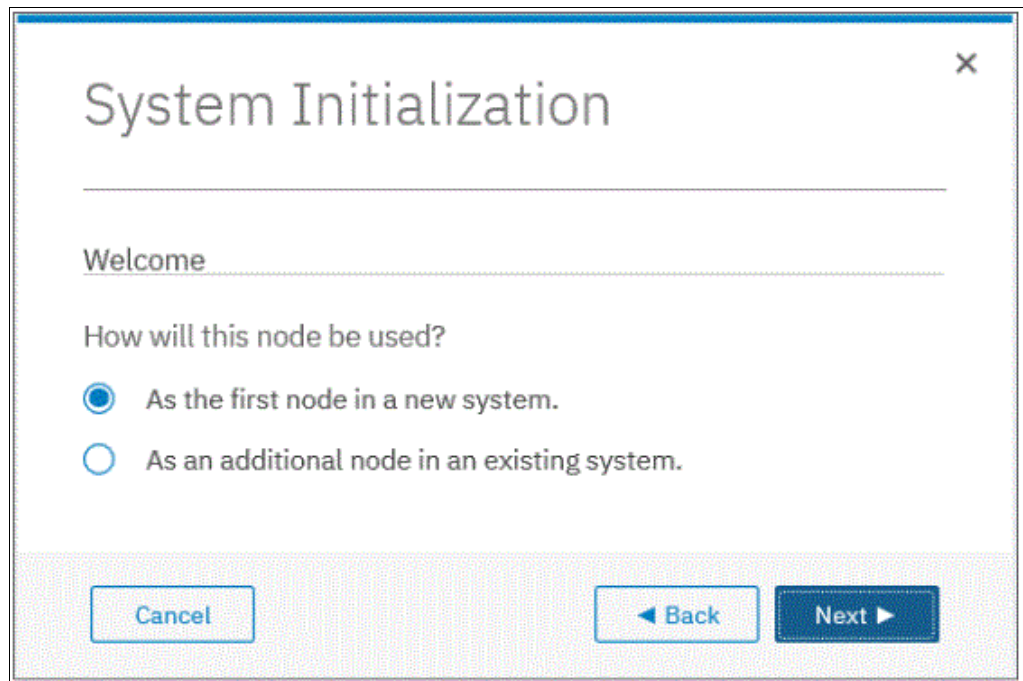 System Initialization
Welcome
How will this node be used?
As the first node in a new system.
As an additional node in an existing system.
Cancel
◀ Back
Next ▶